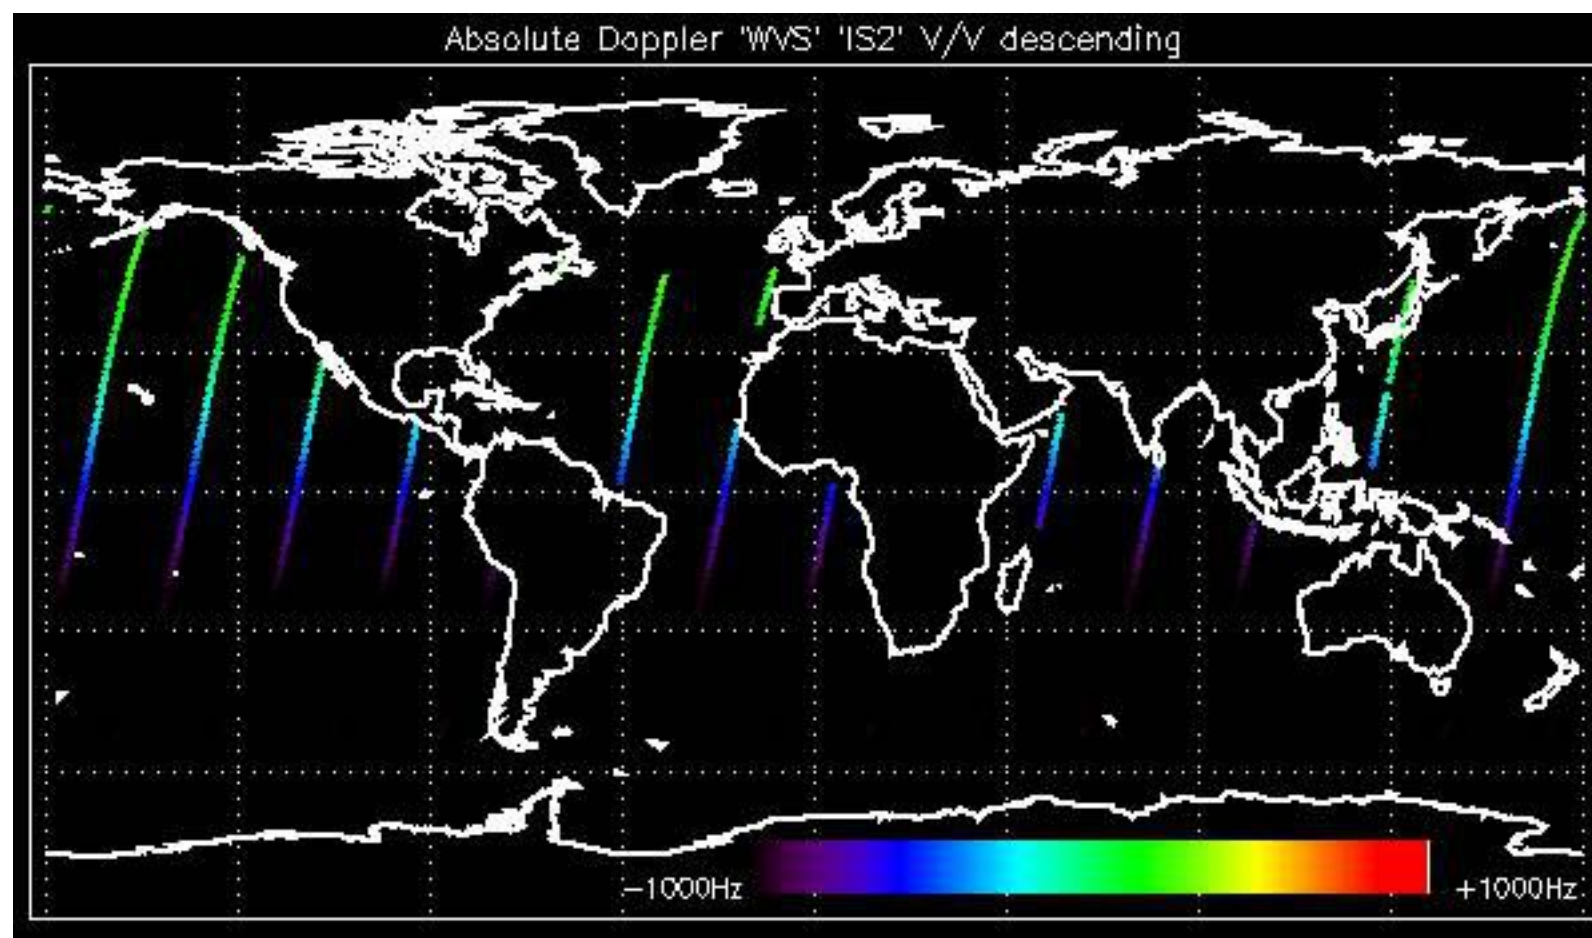 Absolute Doppler 'WVS' 'IS2' V/V descending
-1000Hz +1000Hz